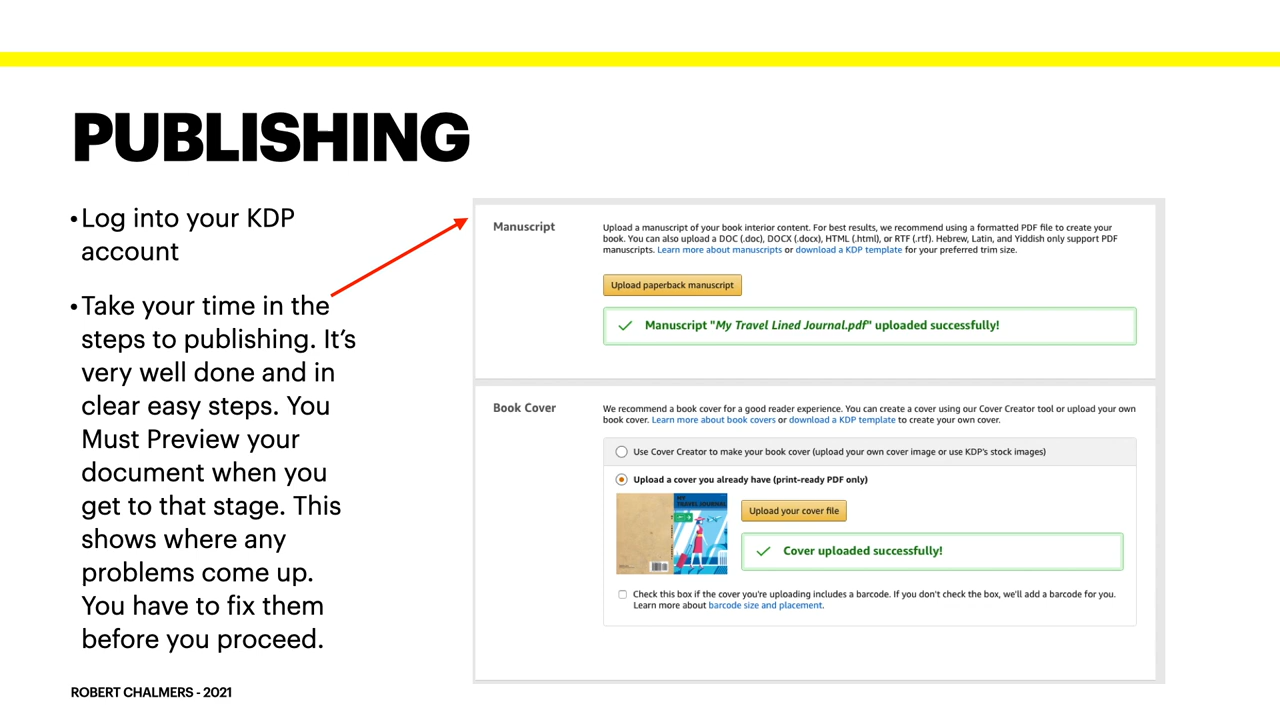 PUBLISHING
•Log into your KDP
account
•Take your time in the
steps to publishing. It’s
very well done and in
clear easy steps. You
Must Preview your
document when you
get to that stage. This
shows where any
problems come up.
You have to fix them
before you proceed.
Manuscript
Upload a manuscript of your book interior content. For best results, we recommend using a formatted PDF file to create your
book. You can also upload a DOC (.doc), DOCX (.docx), HTML (.html), or RTF (.rtf). Hebrew, Latin, and Yiddish only support PDF
manuscripts. Learn more about manuscripts or download a KDP template for your preferred trim size.
Upload paperback manuscript
Manuscript "My Travel Lined Journal.pdf" uploaded successfully!
Book Cover
We recommend a book cover for a good reader experience. You can create a cover using our Cover Creator tool or upload your own
book cover. Learn more about book covers or download a KDP template to create your own cover.
Use Cover Creator to make your book cover (upload your own cover image or use KDP's stock images)
Upload a cover you already have (print-ready PDF only)
MY
TRAVEL JOURNAL
Upload your cover file
Cover uploaded successfully!
Check this box if the cover you're uploading includes a barcode. If you don't check the box, we'll add a barcode for you.
Learn more about barcode size and placement.
ROBERT CHALMERS - 2021